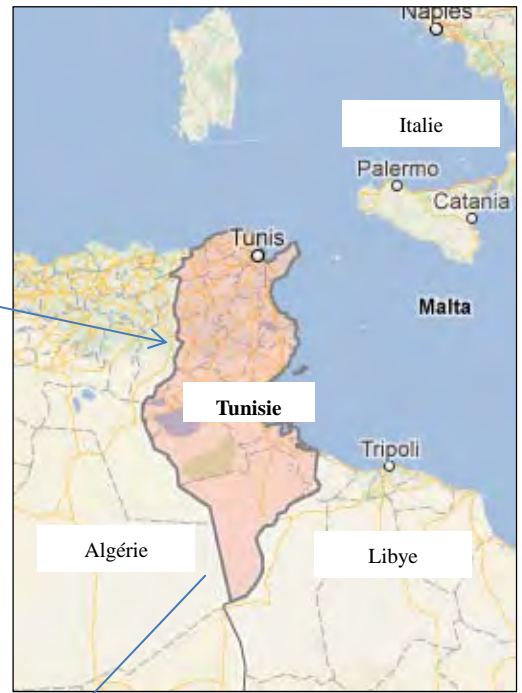 Naples
Italie
Palermo
Catania
Tunis
Malta
Tunisie
Tripoli
Algérie
Libye